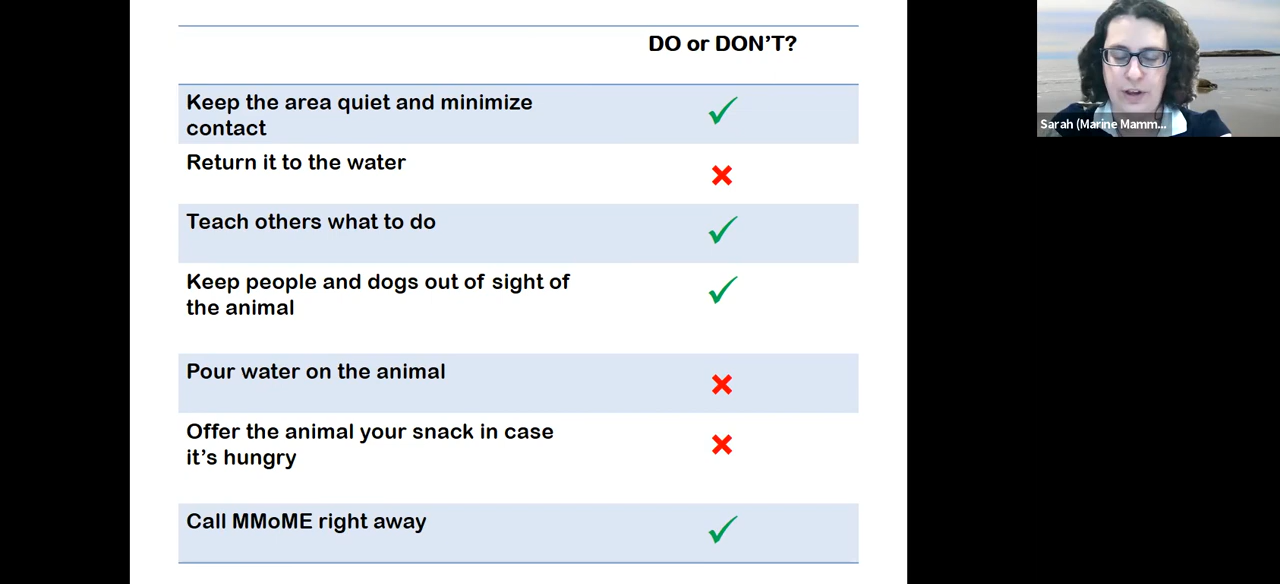 DO or DON’T?
Keep the area quiet and minimize
contact
Return it to the water
Teach others what to do
Keep people and dogs out of sight of
the animal
Pour water on the animal
Offer the animal your snack in case
it’s hungry
Call MMoME right away
Sarah (Marine Mamm...